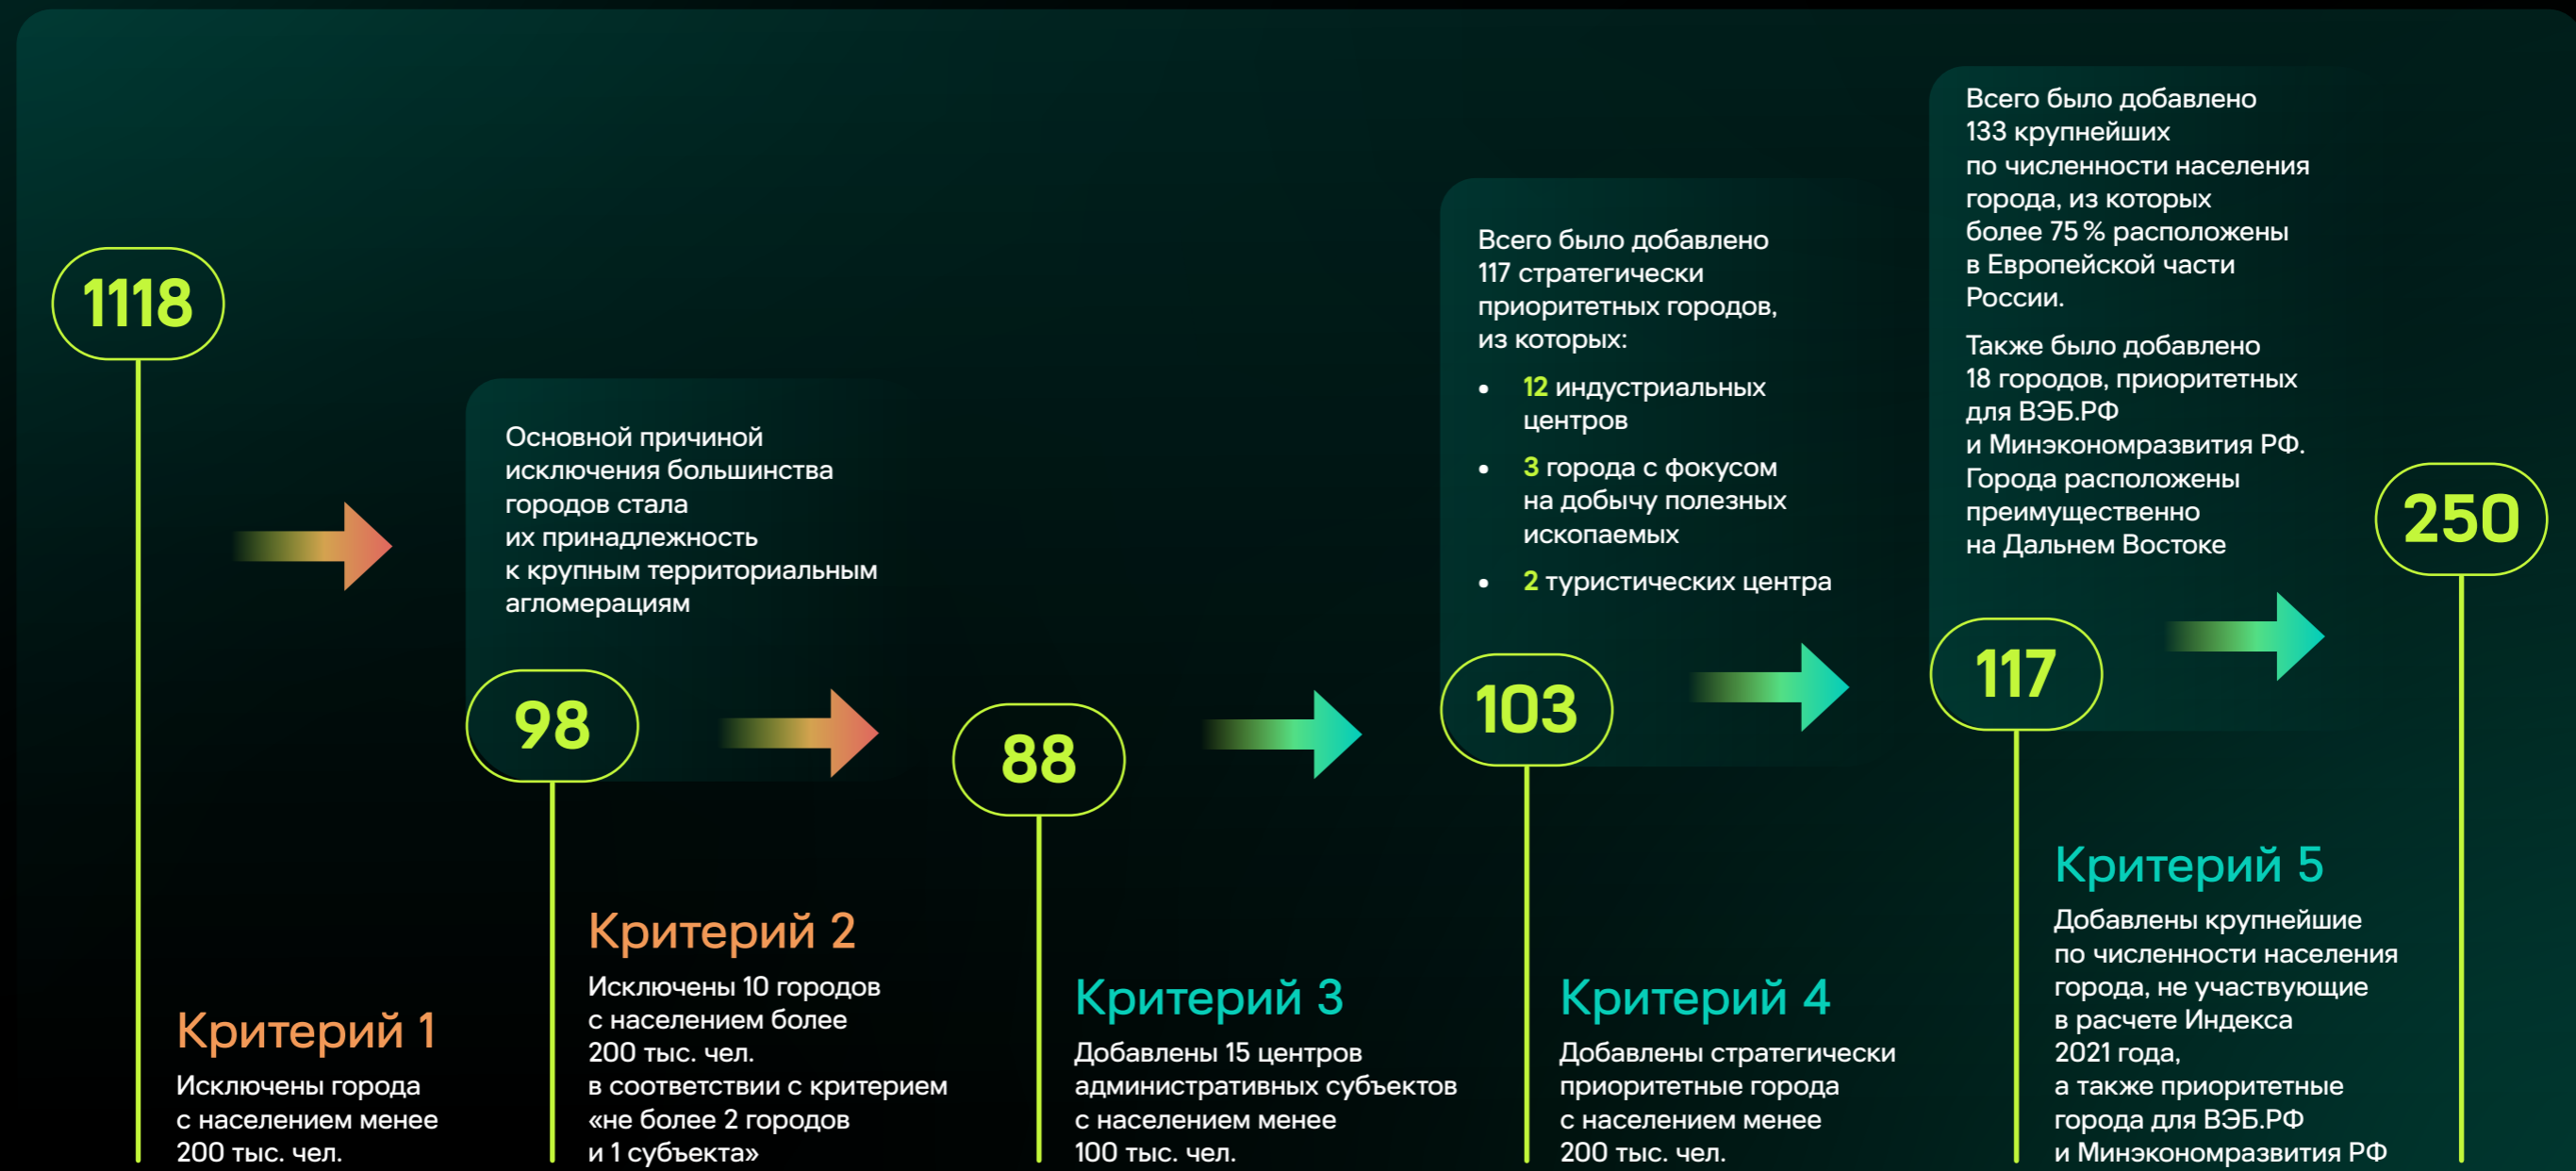 1118
Критерий 1
Исключены города
с населением менее
200 тыс. чел.
Основной причиной
исключения большинства
городов стала
их принадлежность
к крупным территориальным
агломерациям
98
Критерий 2
Исключены 10 городов
с населением более
200 тыс. чел.
в соответствии с критерием
«не более 2 городов
и 1 субъекта»
88
Критерий 3
Добавлены 15 центров
административных субъектов
с населением менее
100 тыс. чел.
Всего было добавлено
117 стратегически
приоритетных городов,
из которых:
• 12 индустриальных
центров
• 3 города с фокусом
на добычу полезных
ископаемых
• 2 туристических центра
103
Критерий 4
Добавлены стратегически
приоритетные города
с населением менее
200 тыс. чел.
Всего было добавлено
133 крупнейших
по численности населения
города, из которых
более 75 % расположены
в Европейской части
России.
Также было добавлено
18 городов, приоритетных
для ВЭБ.РФ
и Минэкономразвития РФ.
Города расположены
преимущественно
на Дальнем Востоке
117
Критерий 5
Добавлены крупнейшие
по численности населения
города, не участвующие
в расчете Индекса
2021 года,
а также приоритетные
города для ВЭБ.РФ
и Минэкономразвития РФ
250